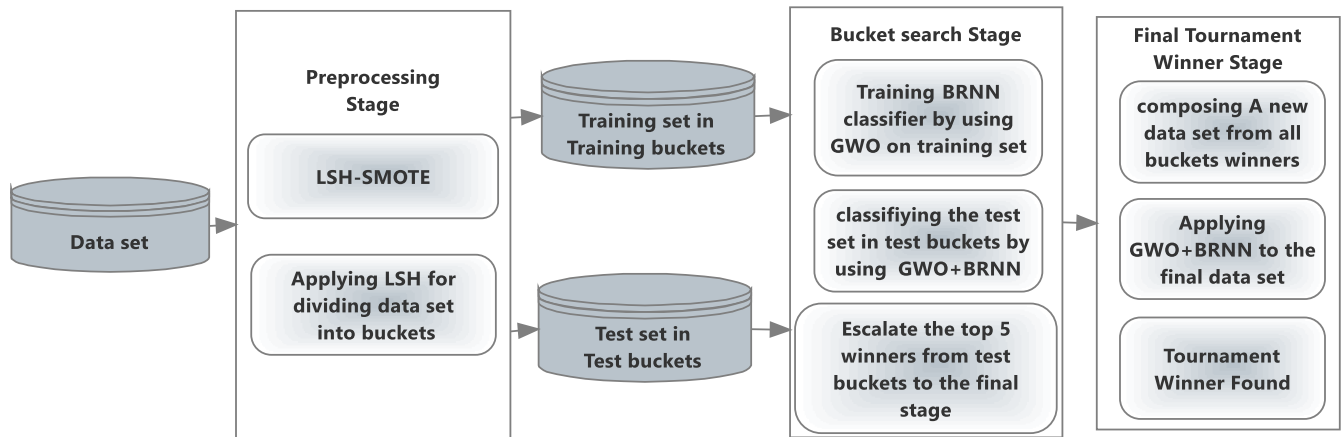 Data set
Preprocessing
Stage
LSH-SMOTE
Applying LSH for
dividing data set
into buckets
Training set in
Training buckets
Test set in
Test buckets
Bucket search Stage
Training BRNN
classifier by using
GWO on training set
classifiying the test
set in test buckets by
using GWO+BRNN
Escalate the top 5
winners from test
buckets to the final
stage
Final Tournament
Winner Stage
composing A new
data set from all
buckets winners
Applying
GWO+BRNN to the
final data set
Tournament
Winner Found